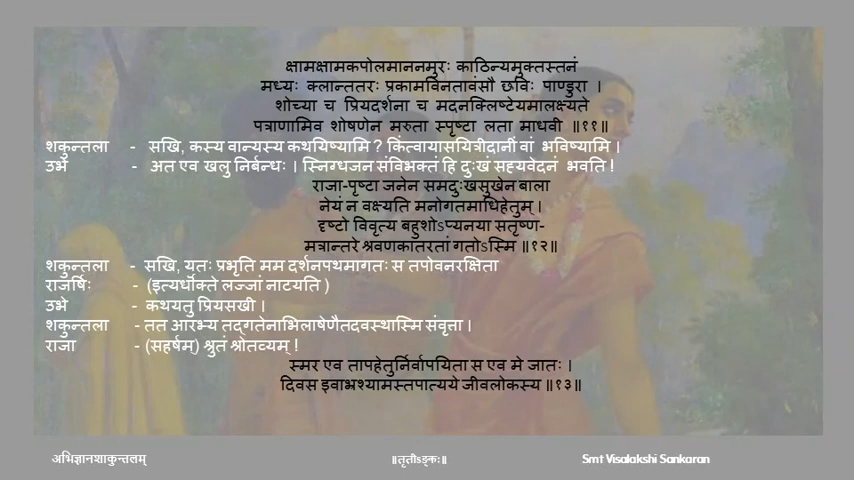 क्षामक्षामकपोलमाननमुरः काठिन्यमुक्तस्तनं
मध्यः क्लान्ततरः प्रकामविनतावंसौ छविः पाण्डुरा ।
शोच्या च प्रियदर्शना च मदनक्लिष्टेयमालक्ष्यते
पत्राणामिव शोषणेन मरुता स्पृष्टा लता माधवी ॥११॥
शकुन्तला - सखि, कस्य वान्यस्य कथयिष्यामि ? किंत्वायासयित्रीदानीं वां भविष्यामि ।
उभे - अत एव खलु निर्बन्धः । स्निग्धजन संविभक्तं हि दुःखं सह्यवेदनं भवति !
राजा-पृष्टा जनेन समदुःखसुखेन बाला
नेयं न वक्ष्यति मनोगतमाधिहेतुम् ।
दृष्टो विवृत्य बहुशोऽप्यनया सतृष्ण-
मत्रान्तरे श्रवणकातरतां गतोऽस्मि ॥१२॥
शकुन्तला - सखि, यतः प्रभृति मम दर्शनपथमागतः स तपोवनरक्षिता
राजर्षिः - (इत्यर्धोक्ते लज्जां नाटयति )
उभे - कथयतु प्रियसखी ।
शकुन्तला - तत आरभ्य तद्गतेनाभिलाषेणैतदवस्थास्मि संवृत्ता ।
राजा - (सहर्षम्) श्रुतं श्रोतव्यम् !
स्मर एव तापहेतुर्निर्वापयिता स एव मे जातः ।
दिवस इवाभ्रश्यामस्तपात्यये जीवलोकस्य ॥१३॥
अभिज्ञानशाकुन्तलम् ॥तृतीऽङ्कः॥ Smt Visalakshi Sankaran